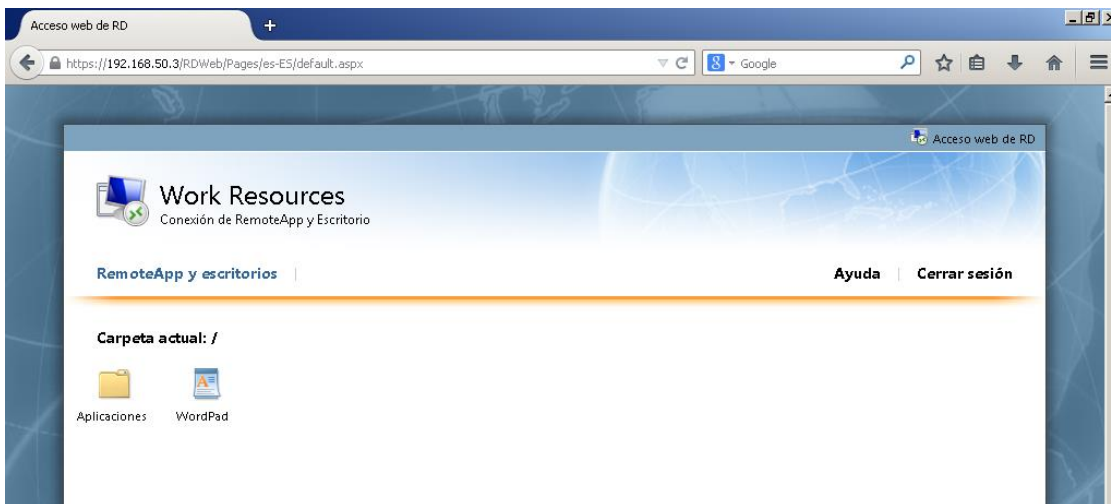 Acceso web de RD
https://192.168.50.3/RDWeb/Pages/es-ES/default.aspx
Google
Acceso web de RD
Work Resources
Conexión de RemoteApp y Escritorio
RemoteApp y escritorios |
Ayuda | Cerrar sesión
Carpeta actual: /
Aplicaciones
WordPad